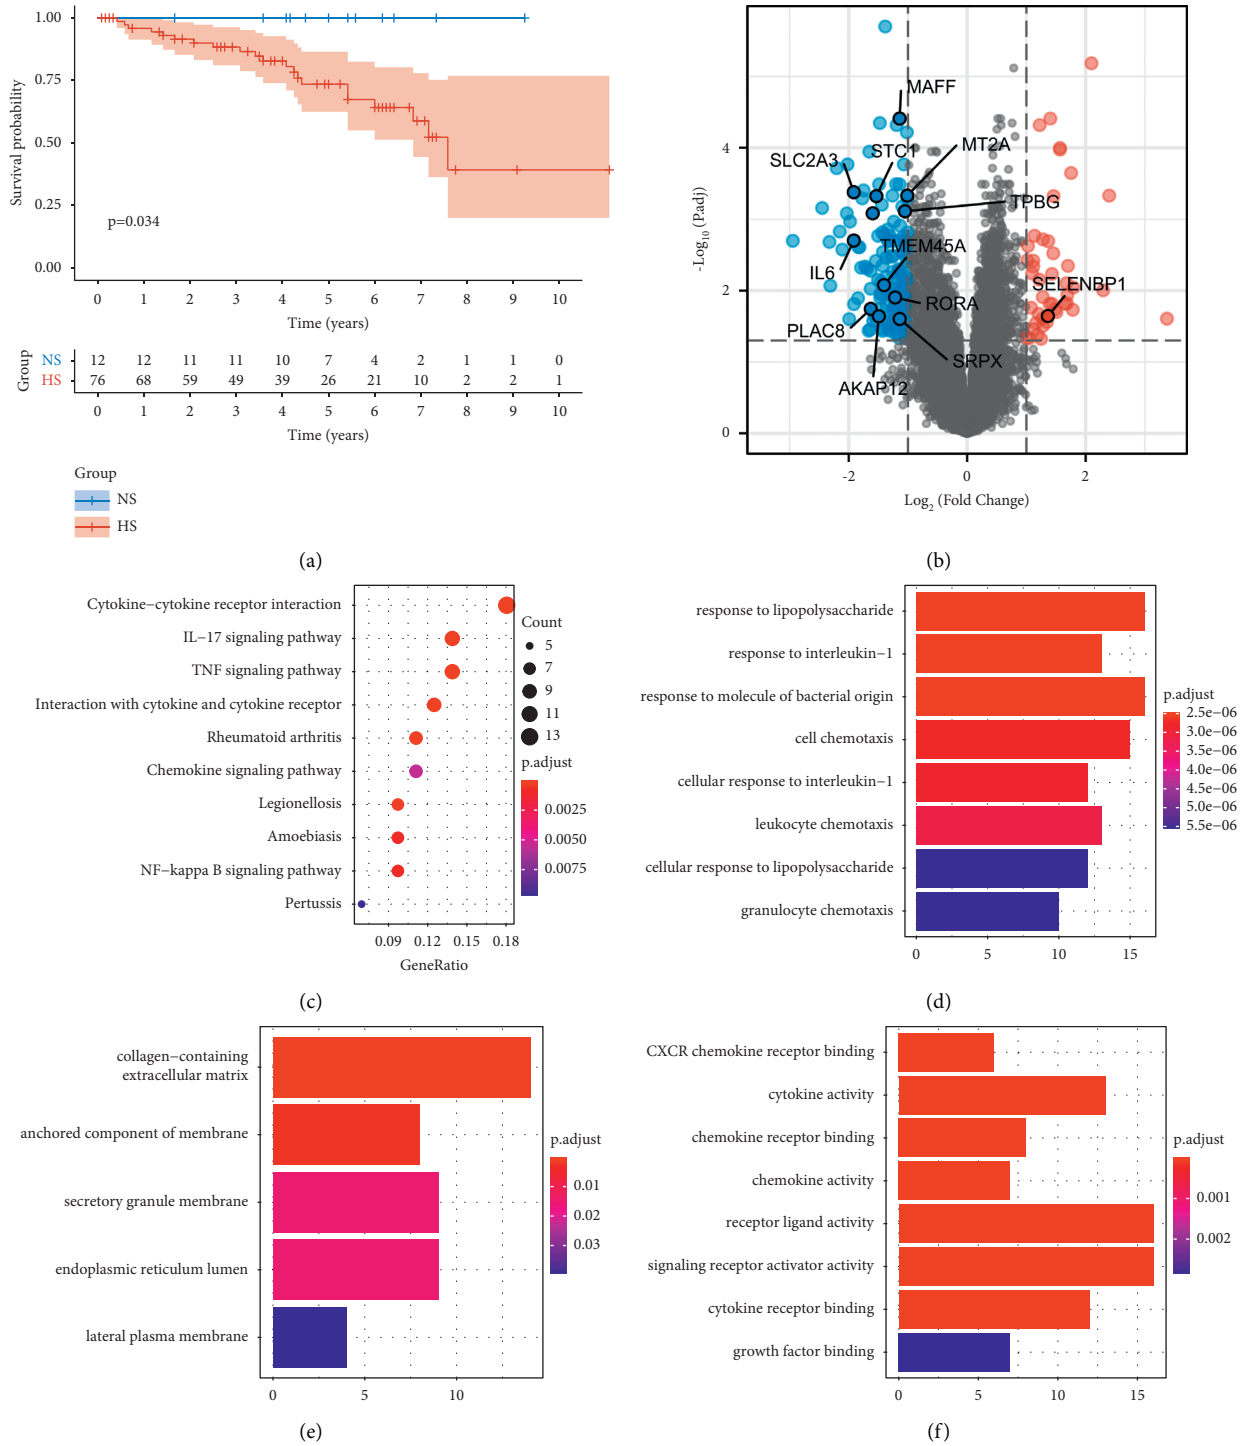 1.00
0.75
0.50
0.25
0.00
Survival probability
p=0.034
0 1 2 3 4 5 6 7 8 9 10
Time (years)
Group
NS 12 12 11 11 10 7 4 2 1 1 0
HS 76 68 59 49 39 26 21 10 2 2 1
0 1 2 3 4 5 6 7 8 9 10
Time (years)
Group
NS
HS
(a)
-Log10 (P.adj)
4
2
0
MAFF
STC1
MT2A
SLC2A3
TPBG
TMEM45A
IL6
SELENBP1
RORA
PLAC8
SRPX
AKAP12
-2 0 2
Log2 (Fold Change)
(b)
Cytokine−cytokine receptor interaction
IL−17 signaling pathway
TNF signaling pathway
Interaction with cytokine and cytokine receptor
Rheumatoid arthritis
Chemokine signaling pathway
Legionellosis
Amoebiasis
NF−kappa B signaling pathway
Pertussis
0.09 0.12 0.15 0.18
GeneRatio
Count
5
7
9
11
13
p.adjust
0.0025
0.0050
0.0075
(c)
response to lipopolysaccharide
response to interleukin−1
response to molecule of bacterial origin
cell chemotaxis
cellular response to interleukin−1
leukocyte chemotaxis
cellular response to lipopolysaccharide
granulocyte chemotaxis
0 5 10 15
p.adjust
2.5e−06
3.0e−06
3.5e−06
4.0e−06
4.5e−06
5.0e−06
5.5e−06
(d)
collagen−containing
extracellular matrix
anchored component of membrane
secretory granule membrane
endoplasmic reticulum lumen
lateral plasma membrane
0 5 10
p.adjust
0.01
0.02
0.03
(e)
CXCR chemokine receptor binding
cytokine activity
chemokine receptor binding
chemokine activity
receptor ligand activity
signaling receptor activator activity
cytokine receptor binding
growth factor binding
0 5 10 15
p.adjust
0.001
0.002
(f)